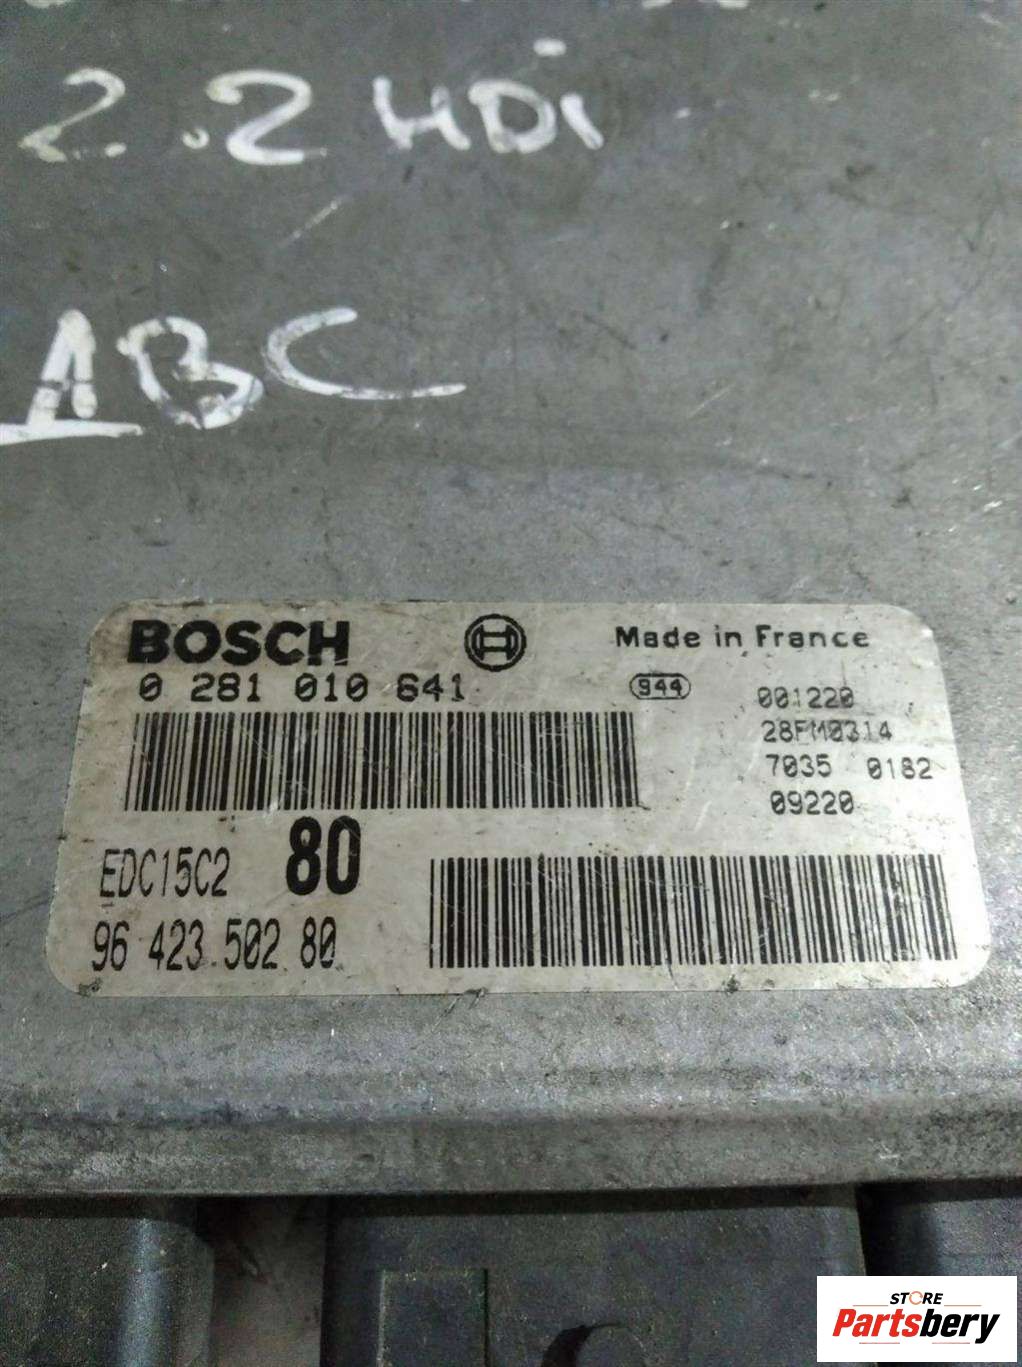 2.2 HDi
ABC
BOSCH Made in France
0 281 010 641 944 001220
28FM0314
7035 0182
09220
EDC15C2 80
96 423 502 80
STORE
Partsbery